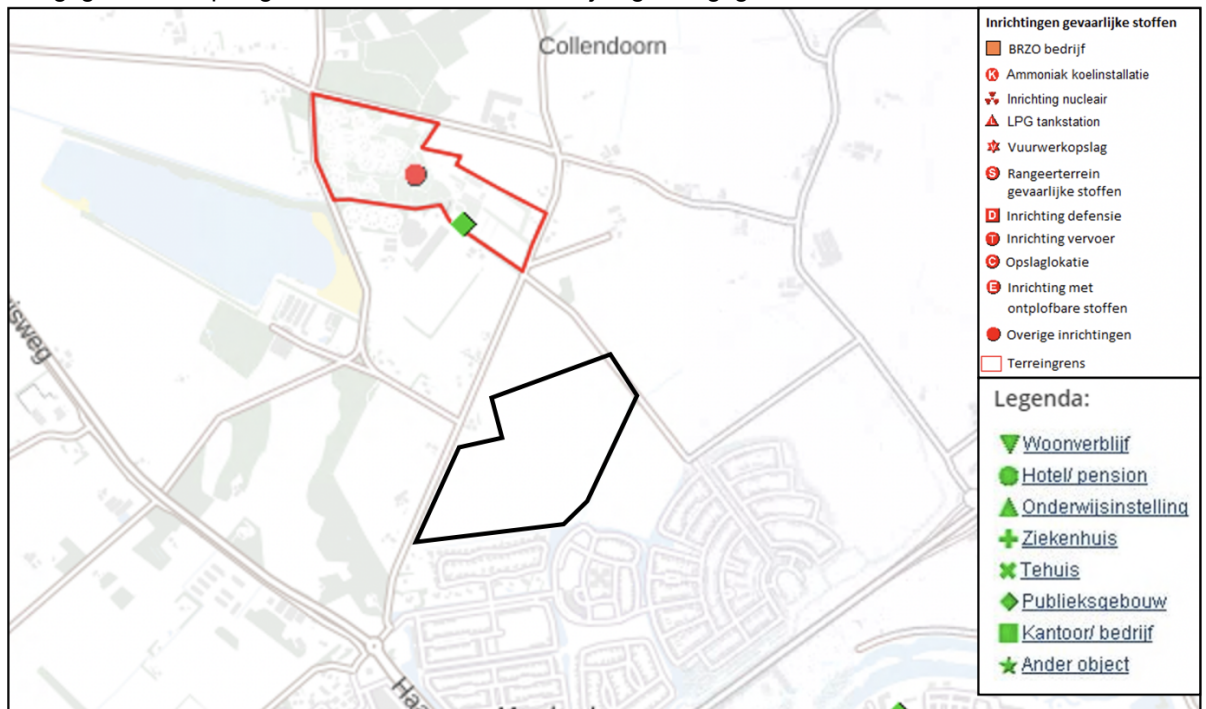 Collendoorn
isweg
Haa
Inrichtingen gevaarlijke stoffen
BRZO bedrijf
K Ammoniak koelinstallatie
Inrichting nucleair
L LPG tankstation
Vuurwerkopslag
S Rangeerterrein
gevaarlijke stoffen
D Inrichting defensie
T Inrichting vervoer
C Opslaglokatie
E Inrichting met
ontplofbare stoffen
Overige inrichtingen
Terreingrens
Legenda:
Woonverblijf
Hotel/ pension
Onderwijsinstelling
Ziekenhuis
Tehuis
Publieksgebouw
Kantoor/ bedrijf
Ander object